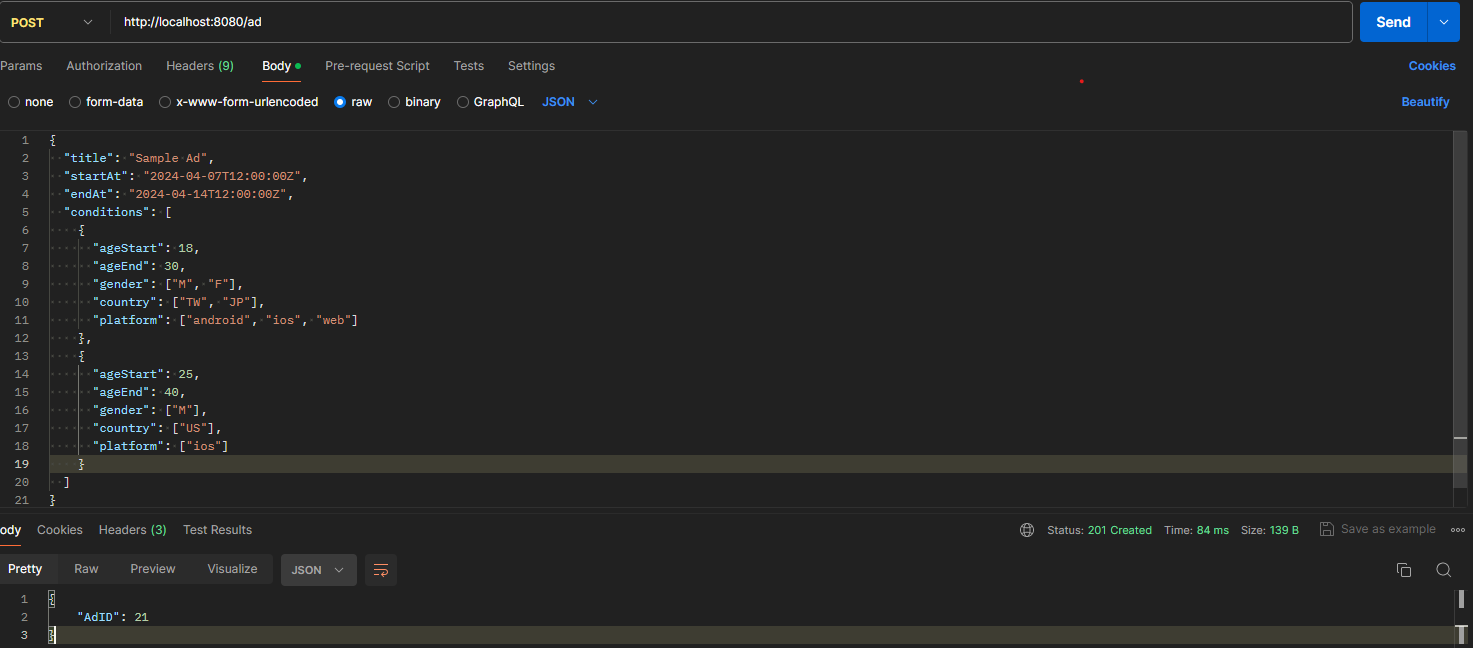 POST http://localhost:8080/ad Send
Params Authorization Headers (9) Body Pre-request Script Tests Settings Cookies
none form-data x-www-form-urlencoded raw binary GraphQL JSON Beautify
1 {
2 "title": "Sample Ad",
3 "startAt": "2024-04-07T12:00:00Z",
4 "endAt": "2024-04-14T12:00:00Z",
5 "conditions": [
6 {
7 "ageStart": 18,
8 "ageEnd": 30,
9 "gender": ["M", "F"],
10 "country": ["TW", "JP"],
11 "platform": ["android", "ios", "web"]
12 },
13 {
14 "ageStart": 25,
15 "ageEnd": 40,
16 "gender": ["M"],
17 "country": ["US"],
18 "platform": ["ios"]
19 }
20 ]
21 }
ody Cookies Headers (3) Test Results Status: 201 Created Time: 84 ms Size: 139 B Save as example
Pretty Raw Preview Visualize JSON
1 {
2 "AdID": 21
3 }